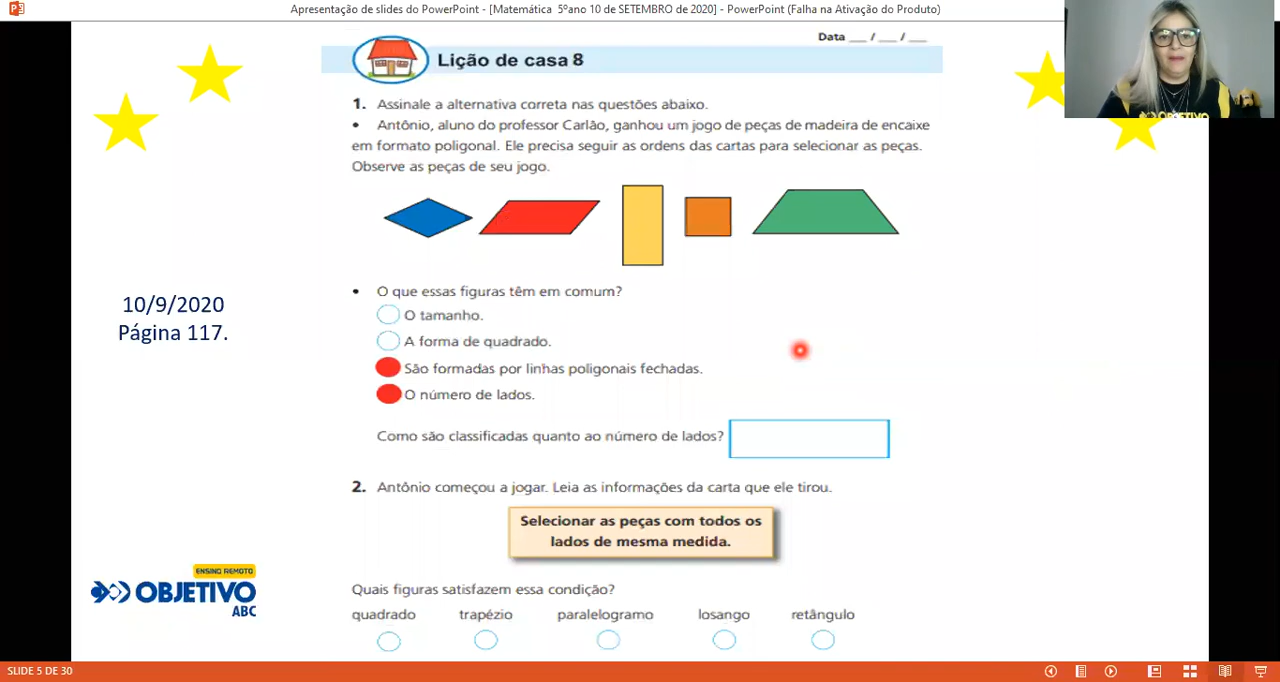 Apresentação de slides do PowerPoint - [Matemática 5ºano 10 de SETEMBRO de 2020] - PowerPoint (Falha na Ativação do Produto)
Data ___ / ___ / ___
Lição de casa 8
1. Assinale a alternativa correta nas questões abaixo.
• Antônio, aluno do professor Carlão, ganhou um jogo de peças de madeira de encaixe
em formato poligonal. Ele precisa seguir as ordens das cartas para selecionar as peças.
Observe as peças de seu jogo.
• O que essas figuras têm em comum?
O tamanho.
A forma de quadrado.
São formadas por linhas poligonais fechadas.
O número de lados.
Como são classificadas quanto ao número de lados?
2. Antônio começou a jogar. Leia as informações da carta que ele tirou.
Selecionar as peças com todos os
lados de mesma medida.
Quais figuras satisfazem essa condição?
quadrado trapézio paralelogramo losango retângulo
10/9/2020
Página 117.
ENSINO REMOTO
OBJETIVO
ABC
OBJETIVO
SLIDE 5 DE 30